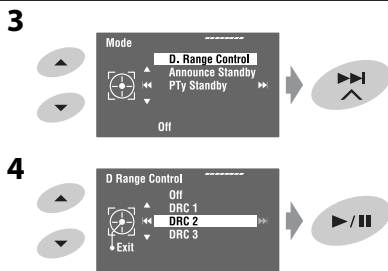 3
Mode
D. Range Control
Announce Standby
PTy Standby
Off
4
D Range Control
Off
DRC 1
DRC 2
DRC 3
Exit